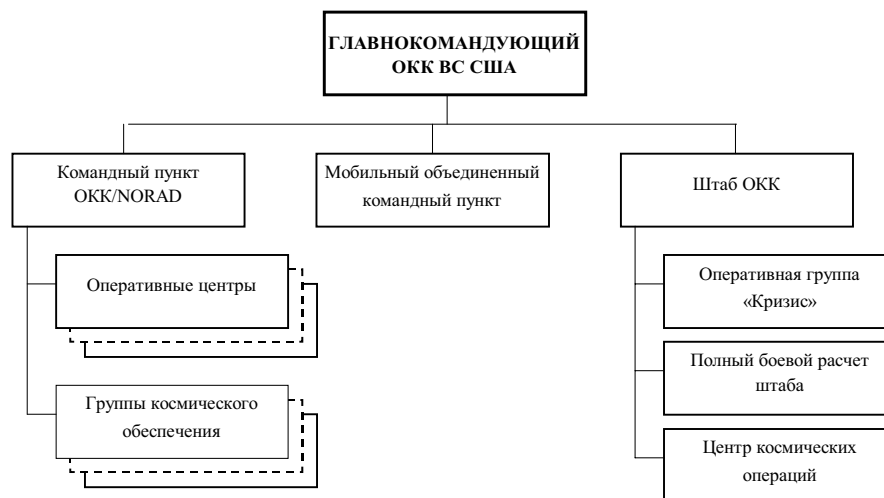 ГЛАВНОКОМАНДУЮЩИЙ
ОКК ВС США
Командный пункт
ОКК/NORAD
Мобильный объединенный
командный пункт
Штаб ОКК
Оперативные центры
Группы космического
обеспечения
Оперативная группа
«Кризис»
Полный боевой расчет
штаба
Центр космических
операций